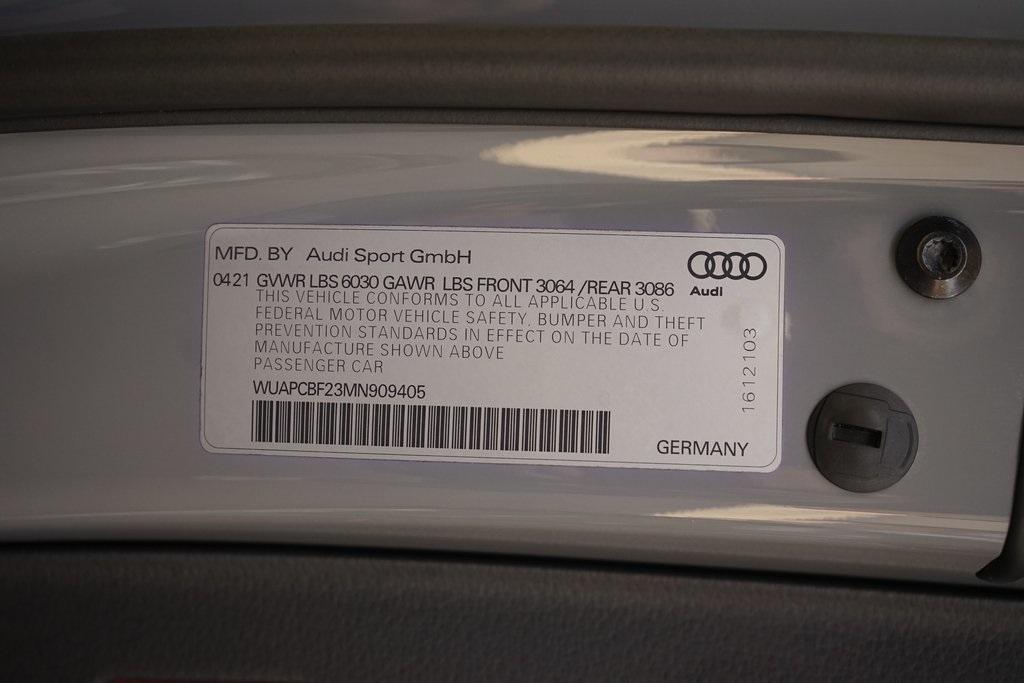 MFD. BY Audi Sport GmbH
Audi
0421 GVWR LBS 6030 GAWR LBS FRONT 3064 /REAR 3086
THIS VEHICLE CONFORMS TO ALL APPLICABLE U.S.
FEDERAL MOTOR VEHICLE SAFETY, BUMPER AND THEFT
PREVENTION STANDARDS IN EFFECT ON THE DATE OF
MANUFACTURE SHOWN ABOVE
PASSENGER CAR
WUAPCBF23MN909405
GERMANY
1612103